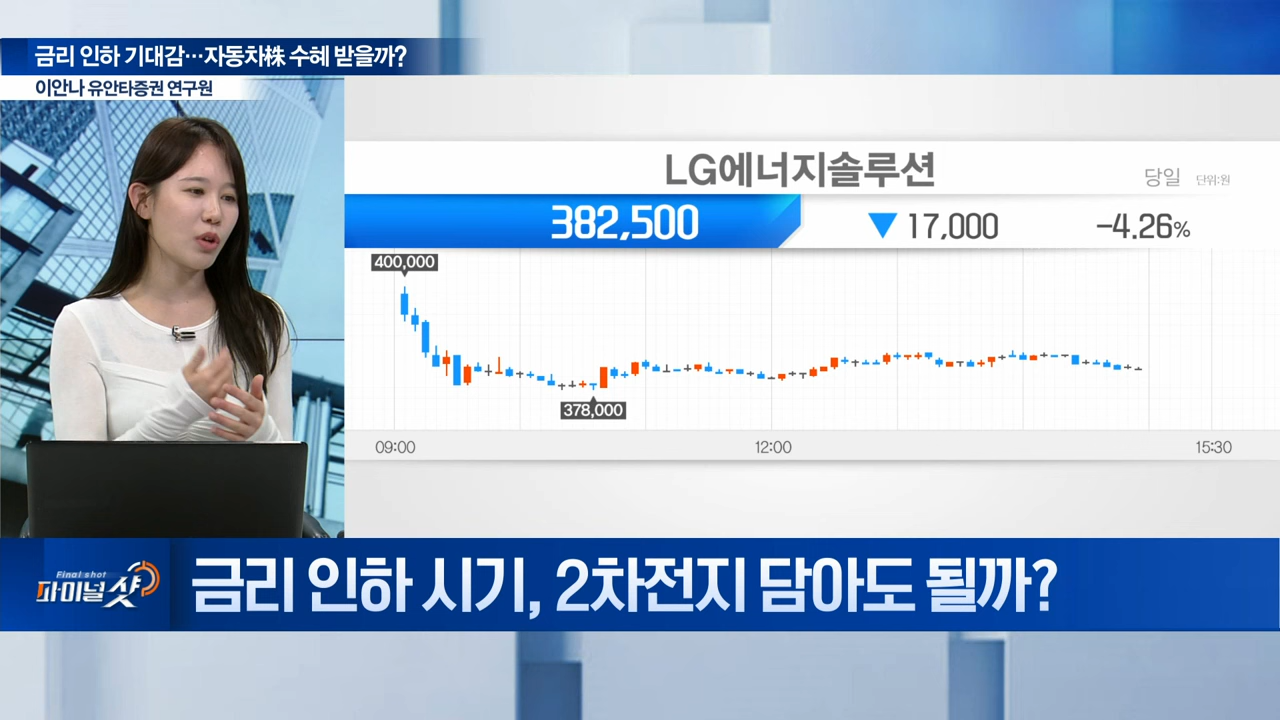 금리 인하 기대감…자동차株 수혜 받을까?
이안나 유안타증권 연구원
LG에너지솔루션
당일 단위:원
382,500 ▼ 17,000 -4.26%
400,000
378,000
09:00 12:00 15:30
Final shot
파이널샷
금리 인하 시기, 2차전지 담아도 될까?